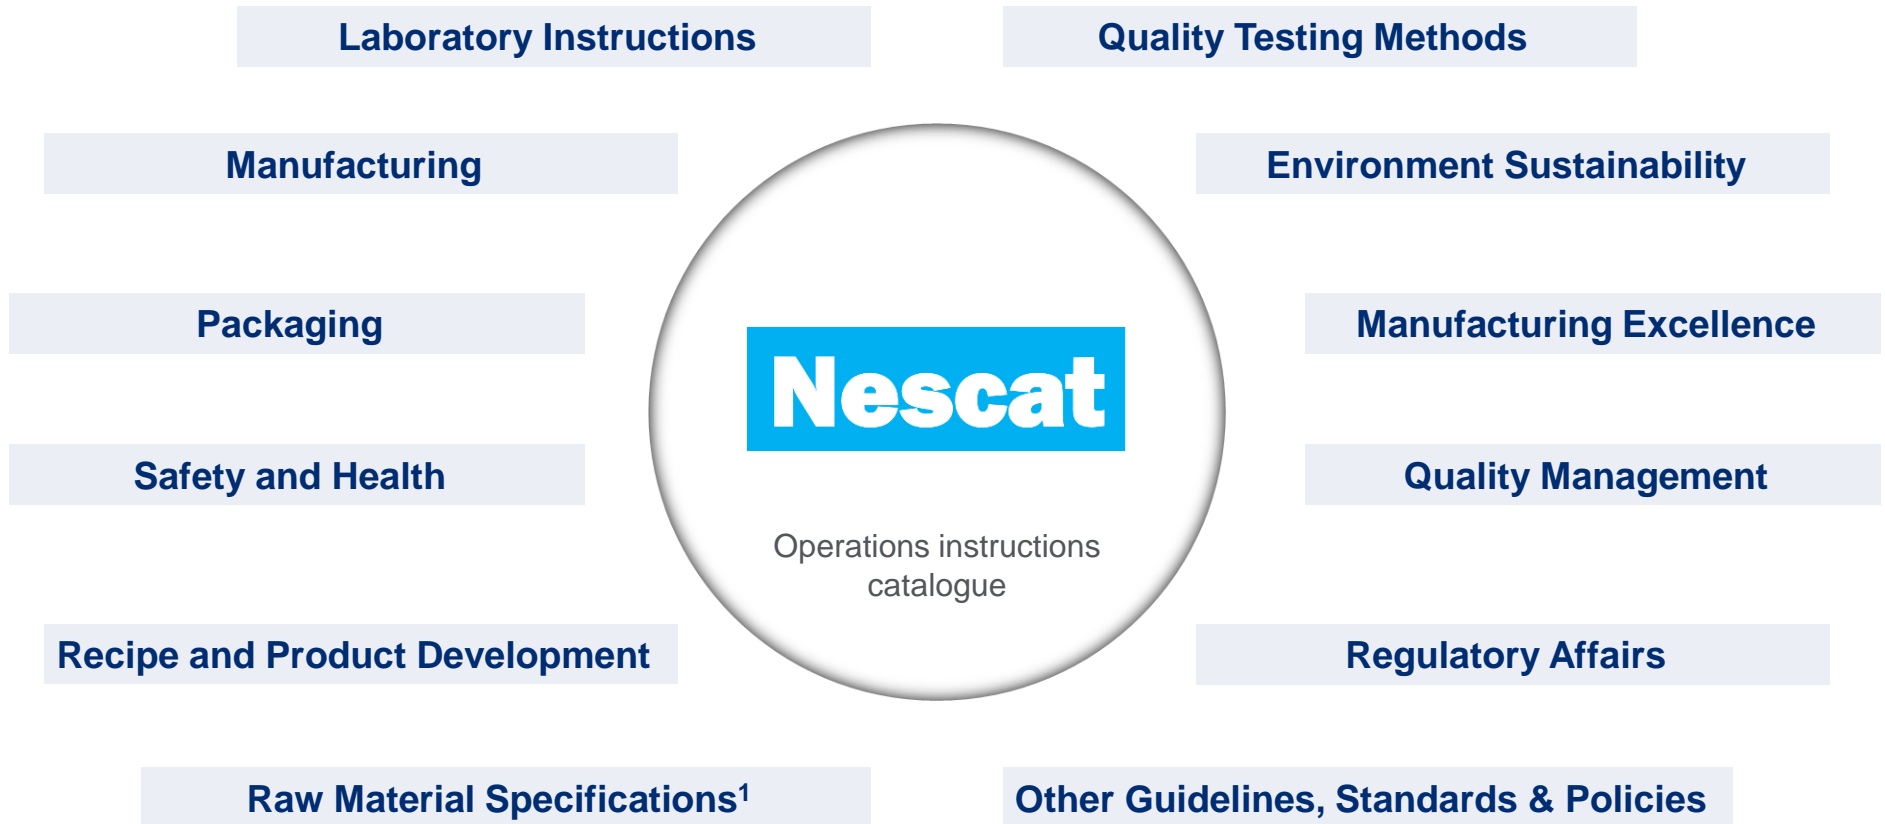 Laboratory Instructions
Quality Testing Methods
Manufacturing
Environment Sustainability
Packaging
Manufacturing Excellence
Nescat
Safety and Health
Quality Management
Operations instructions
catalogue
Recipe and Product Development
Regulatory Affairs
Raw Material Specifications¹
Other Guidelines, Standards & Policies